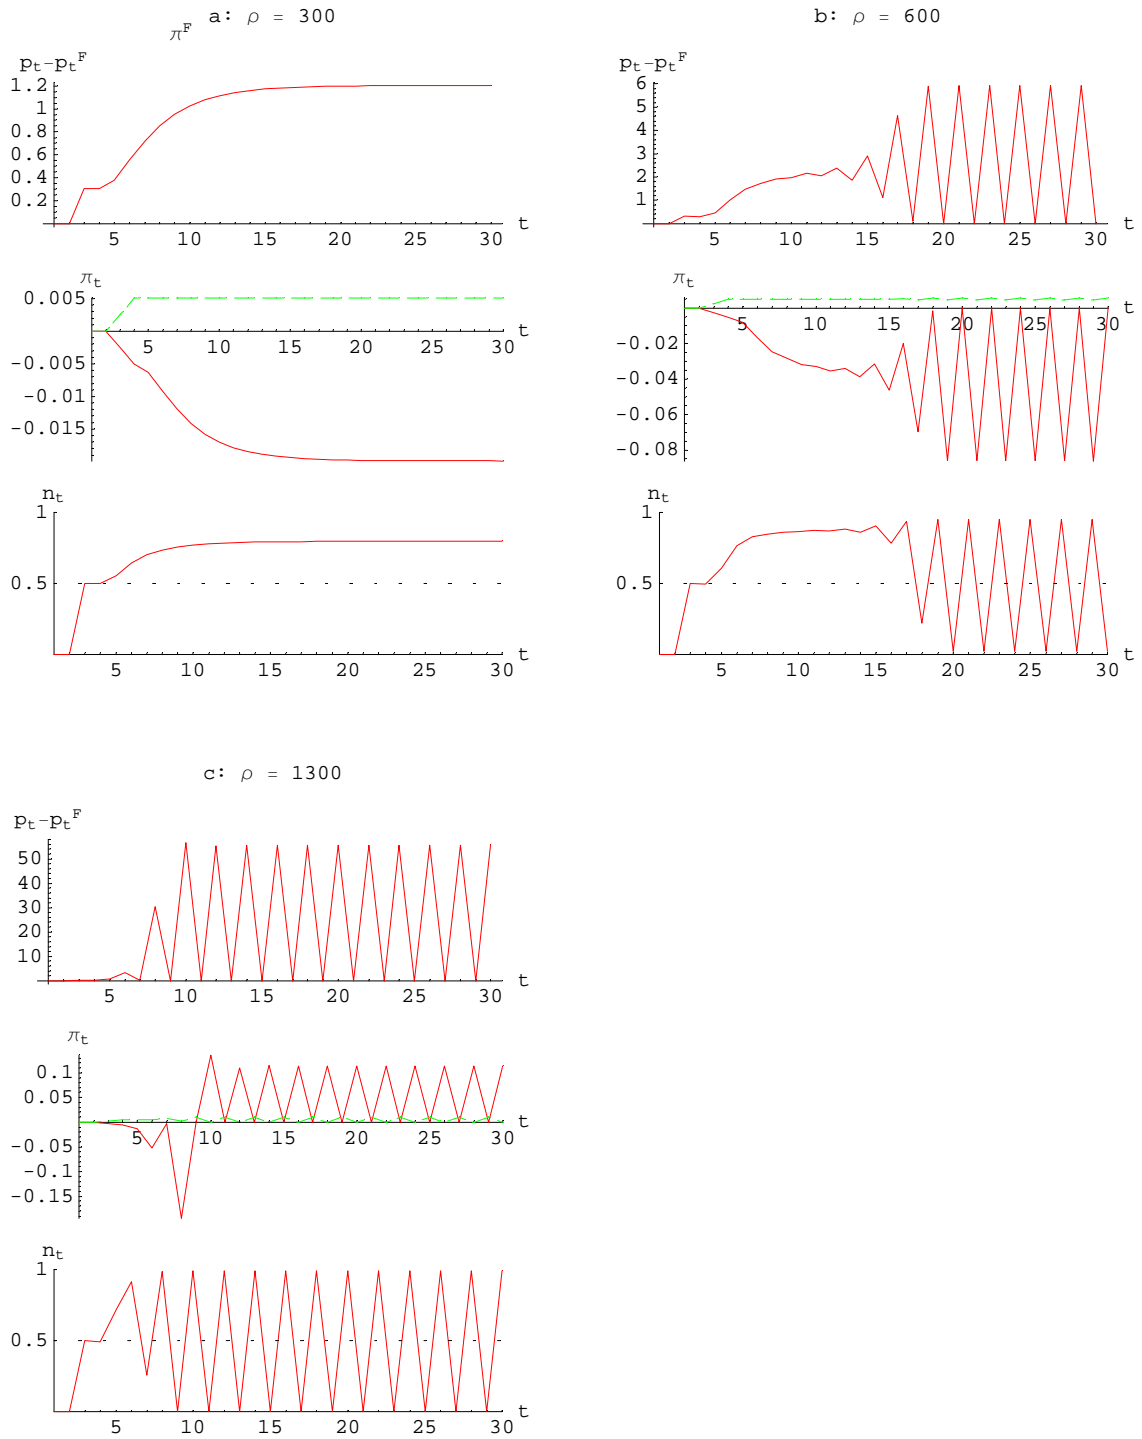 a: ρ = 300
π^F
p_t−p_t^F
1.2
1
0.8
0.6
0.4
0.2
5 10 15 20 25 30 t
π_t
0.005
5 10 15 20 25 30 t
−0.005
−0.01
−0.015
n_t
1
0.5
5 10 15 20 25 30 t
b: ρ = 600
p_t−p_t^F
6
5
4
3
2
1
5 10 15 20 25 30 t
π_t
5 10 15 20 25 30 t
−0.02
−0.04
−0.06
−0.08
n_t
1
0.5
5 10 15 20 25 30 t
c: ρ = 1300
p_t−p_t^F
50
40
30
20
10
5 10 15 20 25 30 t
π_t
0.1
0.05
5 10 15 20 25 30 t
−0.05
−0.1
−0.15
n_t
1
0.5
5 10 15 20 25 30 t